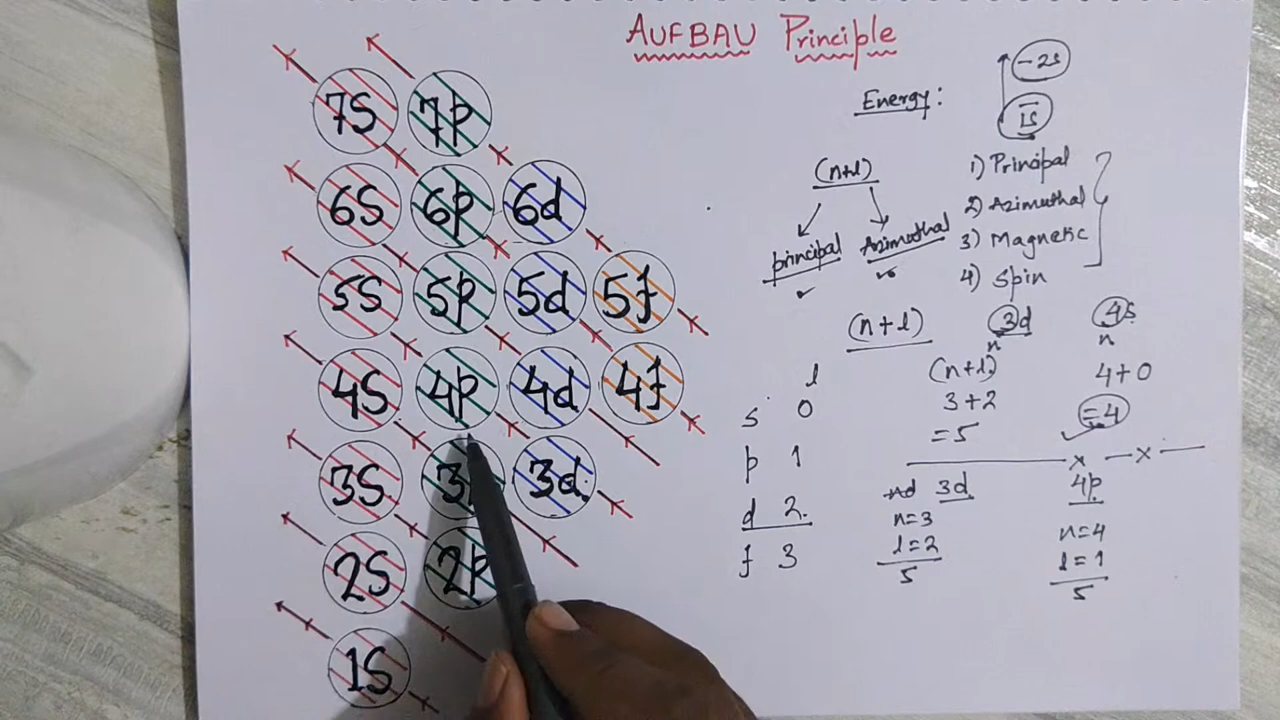 AUFBAU Principle
7S 7p
6S 6p 6d
5S 5p 5d 5f
4S 4p 4d 4f
3S 3p 3d
2S 2p
1S
Energy:
-2s
1s
(n+l)
principal Azimuthal
1) Principal
2) Azimuthal
3) Magnetic
4) Spin
(n+l)
l
s 0
p 1
d 2.
f 3
3d
n
(n+l)
3+2
=5
4s
n
4+0
=4
x —x—
3d
n=3
l=2
5
4p
n=4
l=1
5